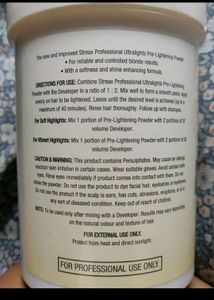 The new and improved Streax Professional Ultralights Pre-Lightening Powder
• For reliable and controlled blonde results.
• With a softness and shine enhancing formula.
DIRECTIONS FOR USE: Combine Streax Professional Ultralights Pre-Lightening
Powder with the Developer in a ratio of 1 : 2. Mix well to form a smooth paste. Apply
evenly on hair to be lightened. Leave until the desired level is achieved (up to a
maximum of 40 minutes). Rinse hair thoroughly, shampoo and condition.
For Soft Highlights: Mix 1 portion of Pre-Lightening Powder with 2 portions of
volume Developer.
For Vibrant Highlights: Mix 1 portion of Pre-Lightening Powder with 2 portions of
volume Developer.
CAUTION & WARNING: This product contains Persulphates. May cause an allergic
reaction/ skin irritation in certain cases. Wear suitable gloves. Avoid contact with
eyes. Rinse eyes immediately if product comes into contact with them. Do not
inhale the powder. Do not use the product to dye facial hair, eyelashes or eyebrows.
Do not use the product if the scalp is sore, has cuts, abrasions, eruptions, or is in
any sort of diseased condition. Keep out of reach of children.
NOTE: To be used only after mixing with a Developer. Results may vary depending
on the natural colour and texture of hair.
FOR EXTERNAL USE ONLY.
Protect from heat and direct sunlight.
FOR PROFESSIONAL USE ONLY.